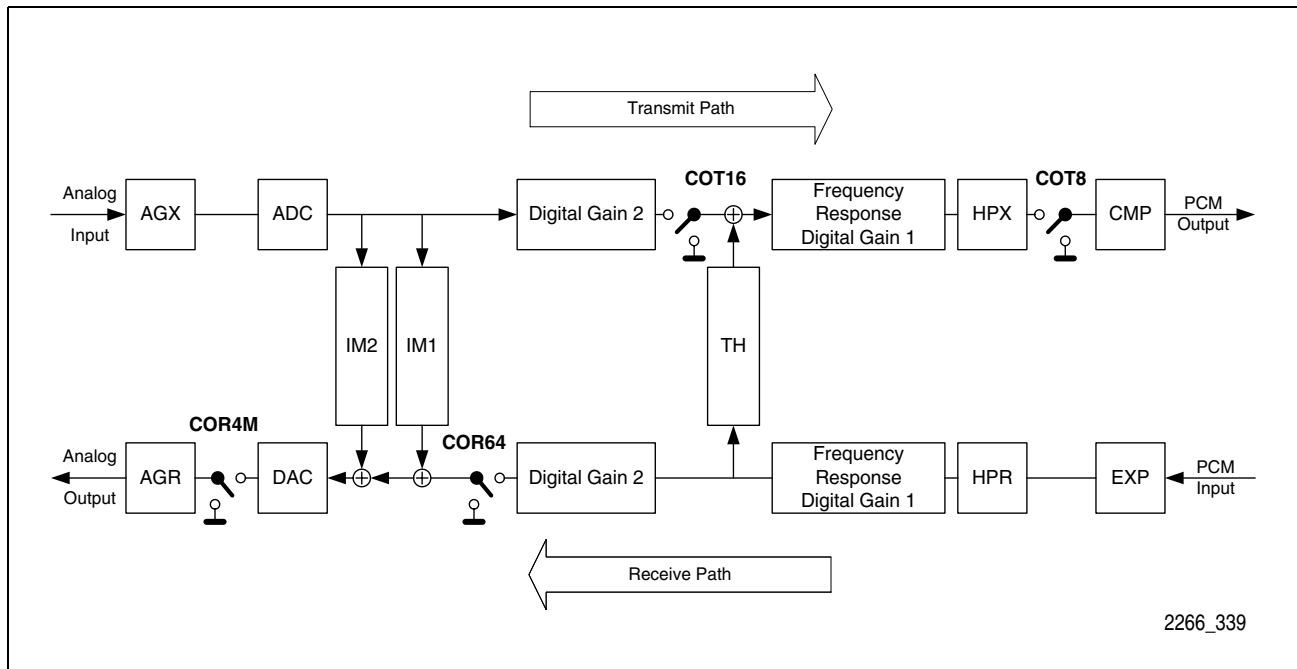 Transmit Path
COT16
COT8
Analog
Input
AGX
ADC
Digital Gain 2
Frequency
Response
Digital Gain 1
HPX
CMP
PCM
Output
IM2
IM1
TH
COR4M
COR64
Analog
Output
AGR
DAC
Digital Gain 2
Frequency
Response
Digital Gain 1
HPR
EXP
PCM
Input
Receive Path
2266_339